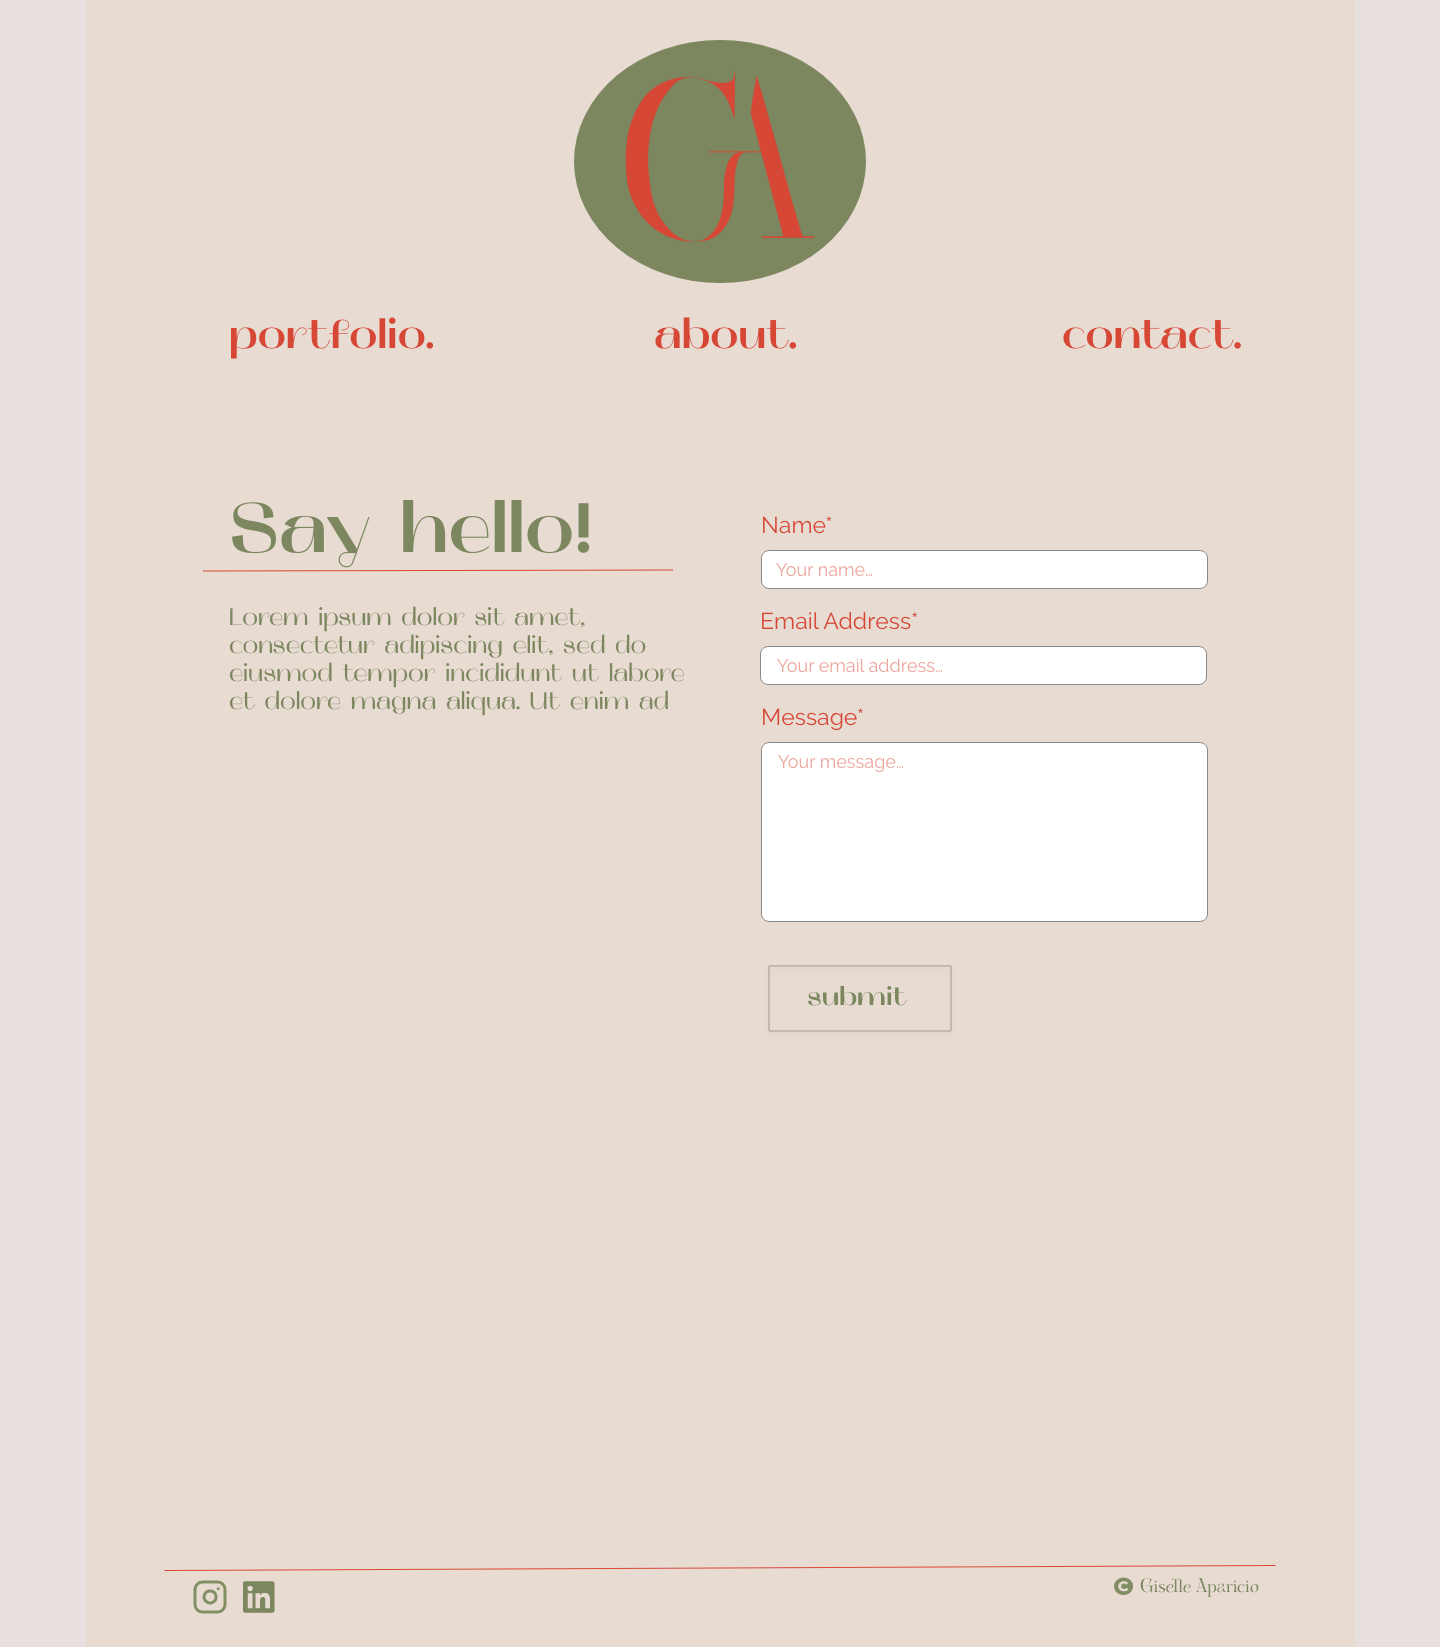 GA
portfolio.
about.
contact.
Say hello!
Lorem ipsum dolor sit amet,
consectetur adipiscing elit, sed do
eiusmod tempor incididunt ut labore
et dolore magna aliqua. Ut enim ad
Name*
Your name...
Email Address*
Your email address...
Message*
Your message...
submit
in
© Giselle Aparicio